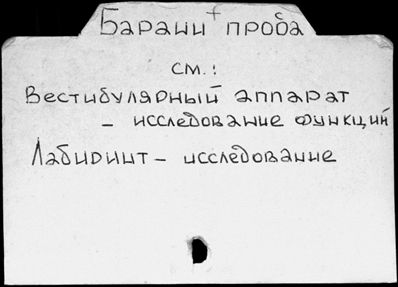 Барани+ проба
см.:
Вестибулярный аппарат
- исследование функций
Лабиринт - исследование